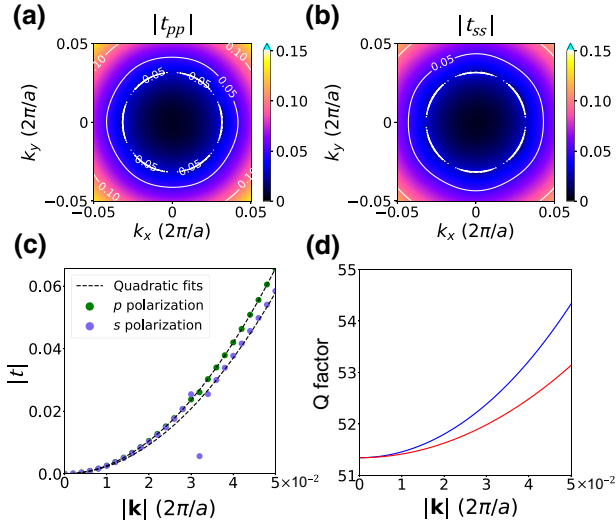 (a)
|t_pp|
0.05
0
−0.05
k_y (2π/a)
−0.05
0
0.05
k_x (2π/a)
0.10
0.10
0.05
0.05
0.05
0.05
0.10
0.10
0.15
0.10
0.05
0
(b)
|t_ss|
0.05
0
−0.05
k_y (2π/a)
−0.05
0
0.05
k_x (2π/a)
0.05
0.15
0.10
0.05
0
(c)
0.06
0.04
0.02
0.0
|t|
Quadratic fits
p polarization
s polarization
0 1 2 3 4 5×10⁻²
|k| (2π/a)
(d)
55
54
53
52
51
Q factor
0 1 2 3 4 5×10⁻²
|k| (2π/a)